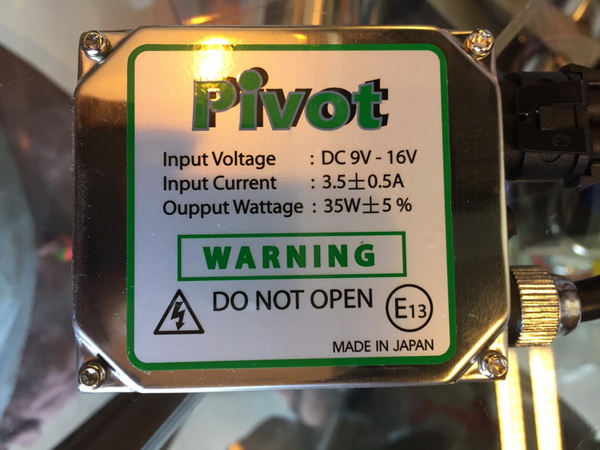 Pivot
Input Voltage : DC 9V - 16V
Input Current : 3.5±0.5A
Oupput Wattage : 35W±5 %
WARNING
DO NOT OPEN
E13
MADE IN JAPAN